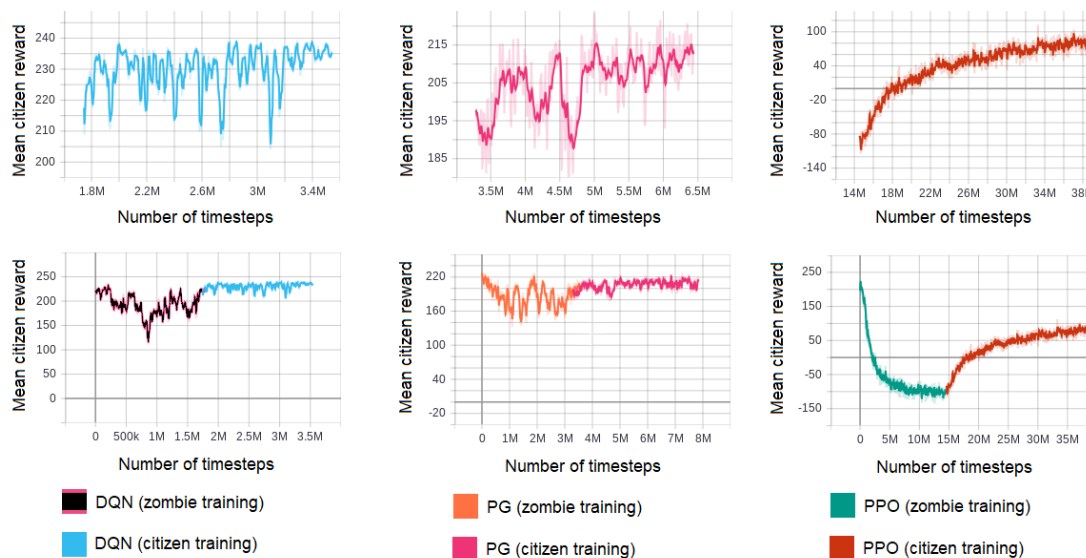 Mean citizen reward
240
230
220
210
200
1.8M 2.2M 2.6M 3M 3.4M
Number of timesteps
Mean citizen reward
215
205
195
185
3.5M 4M 4.5M 5M 5.5M 6M 6.5M
Number of timesteps
Mean citizen reward
100
40
-20
-80
-140
14M 18M 22M 26M 30M 34M 38M
Number of timesteps
Mean citizen reward
250
200
150
100
50
0
0 500k 1M 1.5M 2M 2.5M 3M 3.5M
Number of timesteps
Mean citizen reward
220
160
100
40
-20
0 1M 2M 3M 4M 5M 6M 7M 8M
Number of timesteps
Mean citizen reward
250
150
50
-50
-150
0 5M 10M 15M 20M 25M 30M 35M
Number of timesteps
DQN (zombie training)
DQN (citizen training)
PG (zombie training)
PG (citizen training)
PPO (zombie training)
PPO (citizen training)